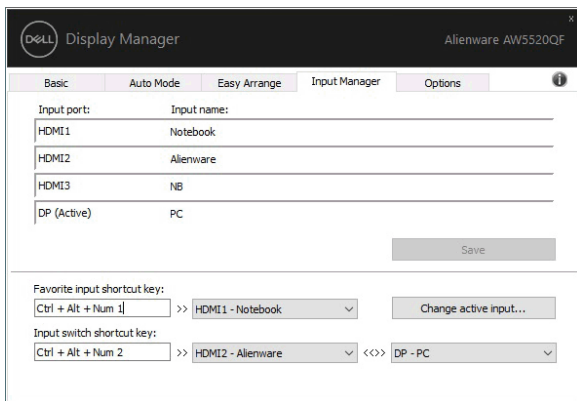 DELL Display Manager Alienware AW5520QF
x
Basic Auto Mode Easy Arrange Input Manager Options i
Input port: Input name:
HDMI1 Notebook
HDMI2 Alienware
HDMI3 NB
DP (Active) PC
Save
Favorite input shortcut key:
Ctrl + Alt + Num 1 >> HDMI1 - Notebook Change active input...
Input switch shortcut key:
Ctrl + Alt + Num 2 >> HDMI2 - Alienware <<>> DP - PC